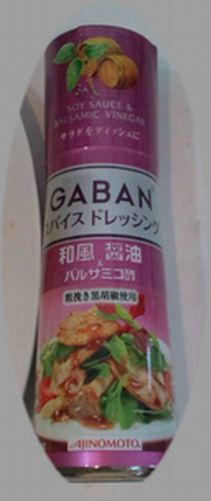 SOY SAUCE &
BALSAMIC VINEGAR
サラダをディッシュに
GABAN
スパイス ドレッシング
和風 醤油
&
バルサミコ酢
粗挽き黒胡椒使用
AJINOMOTO